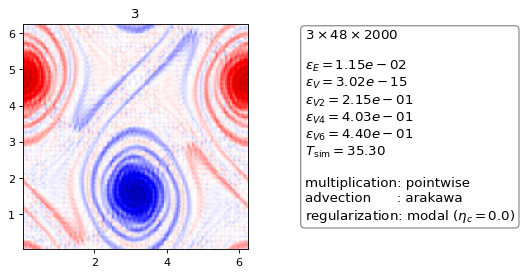 3
6
5
4
3
2
1
2
4
6
3 × 48 × 2000
ε_E = 1.15e − 02
ε_V = 3.02e − 15
ε_V2 = 2.15e − 01
ε_V4 = 4.03e − 01
ε_V6 = 4.40e − 01
T_sim = 35.30
multiplication: pointwise
advection : arakawa
regularization: modal (η_c = 0.0)